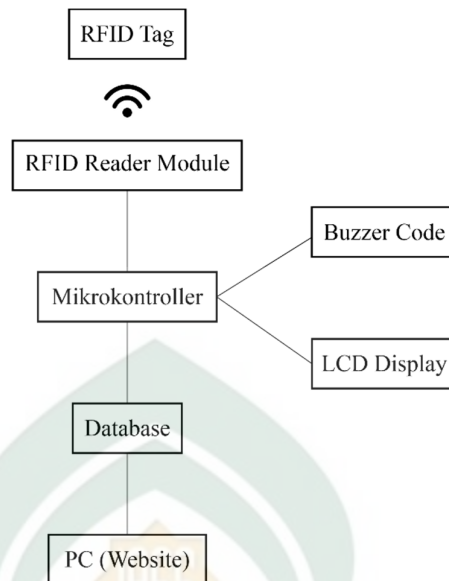 RFID Tag
RFID Reader Module
Buzzer Code
Mikrokontroller
LCD Display
Database
PC (Website)